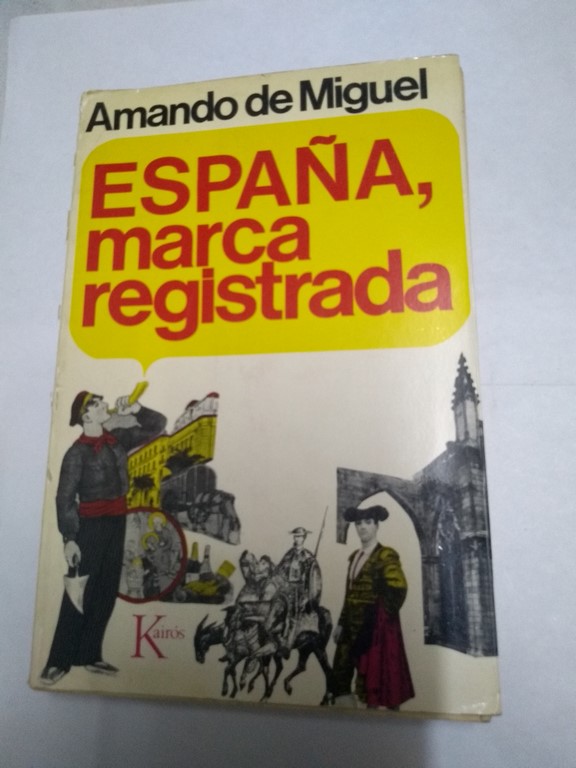 Amando de Miguel
ESPAÑA,
marca
registrada
Kairós